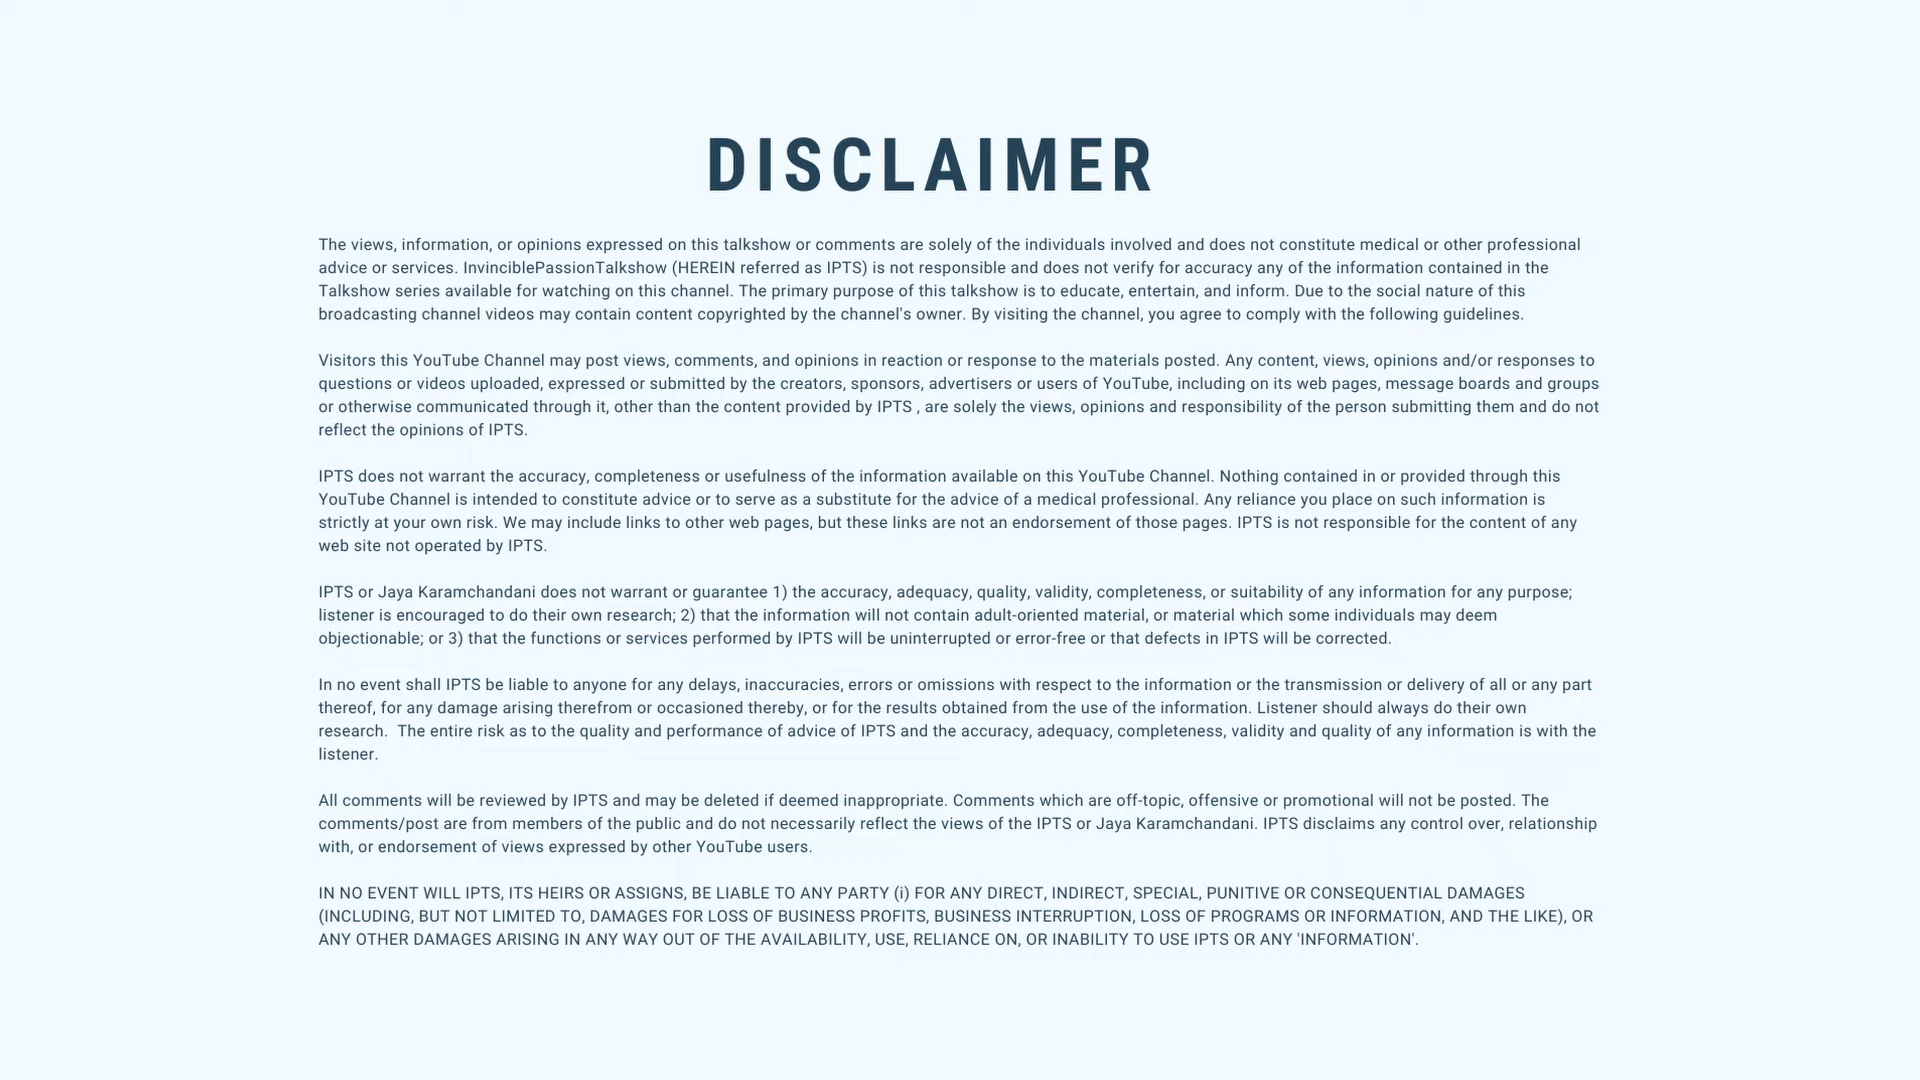 DISCLAIMER
The views, information, or opinions expressed on this talkshow or comments are solely of the individuals involved and does not constitute medical or other professional
advice or services. InvinciblePassionTalkshow (HEREIN referred as IPTS) is not responsible and does not verify for accuracy any of the information contained in the
Talkshow series available for watching on this channel. The primary purpose of this talkshow is to educate, entertain, and inform. Due to the social nature of this
broadcasting channel videos may contain content copyrighted by the channel's owner. By visiting the channel, you agree to comply with the following guidelines.
Visitors this YouTube Channel may post views, comments, and opinions in reaction or response to the materials posted. Any content, views, opinions and/or responses to
questions or videos uploaded, expressed or submitted by the creators, sponsors, advertisers or users of YouTube, including on its web pages, message boards and groups
or otherwise communicated through it, other than the content provided by IPTS , are solely the views, opinions and responsibility of the person submitting them and do not
reflect the opinions of IPTS.
IPTS does not warrant the accuracy, completeness or usefulness of the information available on this YouTube Channel. Nothing contained in or provided through this
YouTube Channel is intended to constitute advice or to serve as a substitute for the advice of a medical professional. Any reliance you place on such information is
strictly at your own risk. We may include links to other web pages, but these links are not an endorsement of those pages. IPTS is not responsible for the content of any
web site not operated by IPTS.
IPTS or Jaya Karamchandani does not warrant or guarantee 1) the accuracy, adequacy, quality, validity, completeness, or suitability of any information for any purpose;
listener is encouraged to do their own research; 2) that the information will not contain adult-oriented material, or material which some individuals may deem
objectionable; or 3) that the functions or services performed by IPTS will be uninterrupted or error-free or that defects in IPTS will be corrected.
In no event shall IPTS be liable to anyone for any delays, inaccuracies, errors or omissions with respect to the information or the transmission or delivery of all or any part
thereof, for any damage arising therefrom or occasioned thereby, or for the results obtained from the use of the information. Listener should always do their own
research.  The entire risk as to the quality and performance of advice of IPTS and the accuracy, adequacy, completeness, validity and quality of any information is with the
listener.
All comments will be reviewed by IPTS and may be deleted if deemed inappropriate. Comments which are off-topic, offensive or promotional will not be posted. The
comments/post are from members of the public and do not necessarily reflect the views of the IPTS or Jaya Karamchandani. IPTS disclaims any control over, relationship
with, or endorsement of views expressed by other YouTube users.
IN NO EVENT WILL IPTS, ITS HEIRS OR ASSIGNS, BE LIABLE TO ANY PARTY (i) FOR ANY DIRECT, INDIRECT, SPECIAL, PUNITIVE OR CONSEQUENTIAL DAMAGES
(INCLUDING, BUT NOT LIMITED TO, DAMAGES FOR LOSS OF BUSINESS PROFITS, BUSINESS INTERRUPTION, LOSS OF PROGRAMS OR INFORMATION, AND THE LIKE), OR
ANY OTHER DAMAGES ARISING IN ANY WAY OUT OF THE AVAILABILITY, USE, RELIANCE ON, OR INABILITY TO USE IPTS OR ANY 'INFORMATION'.